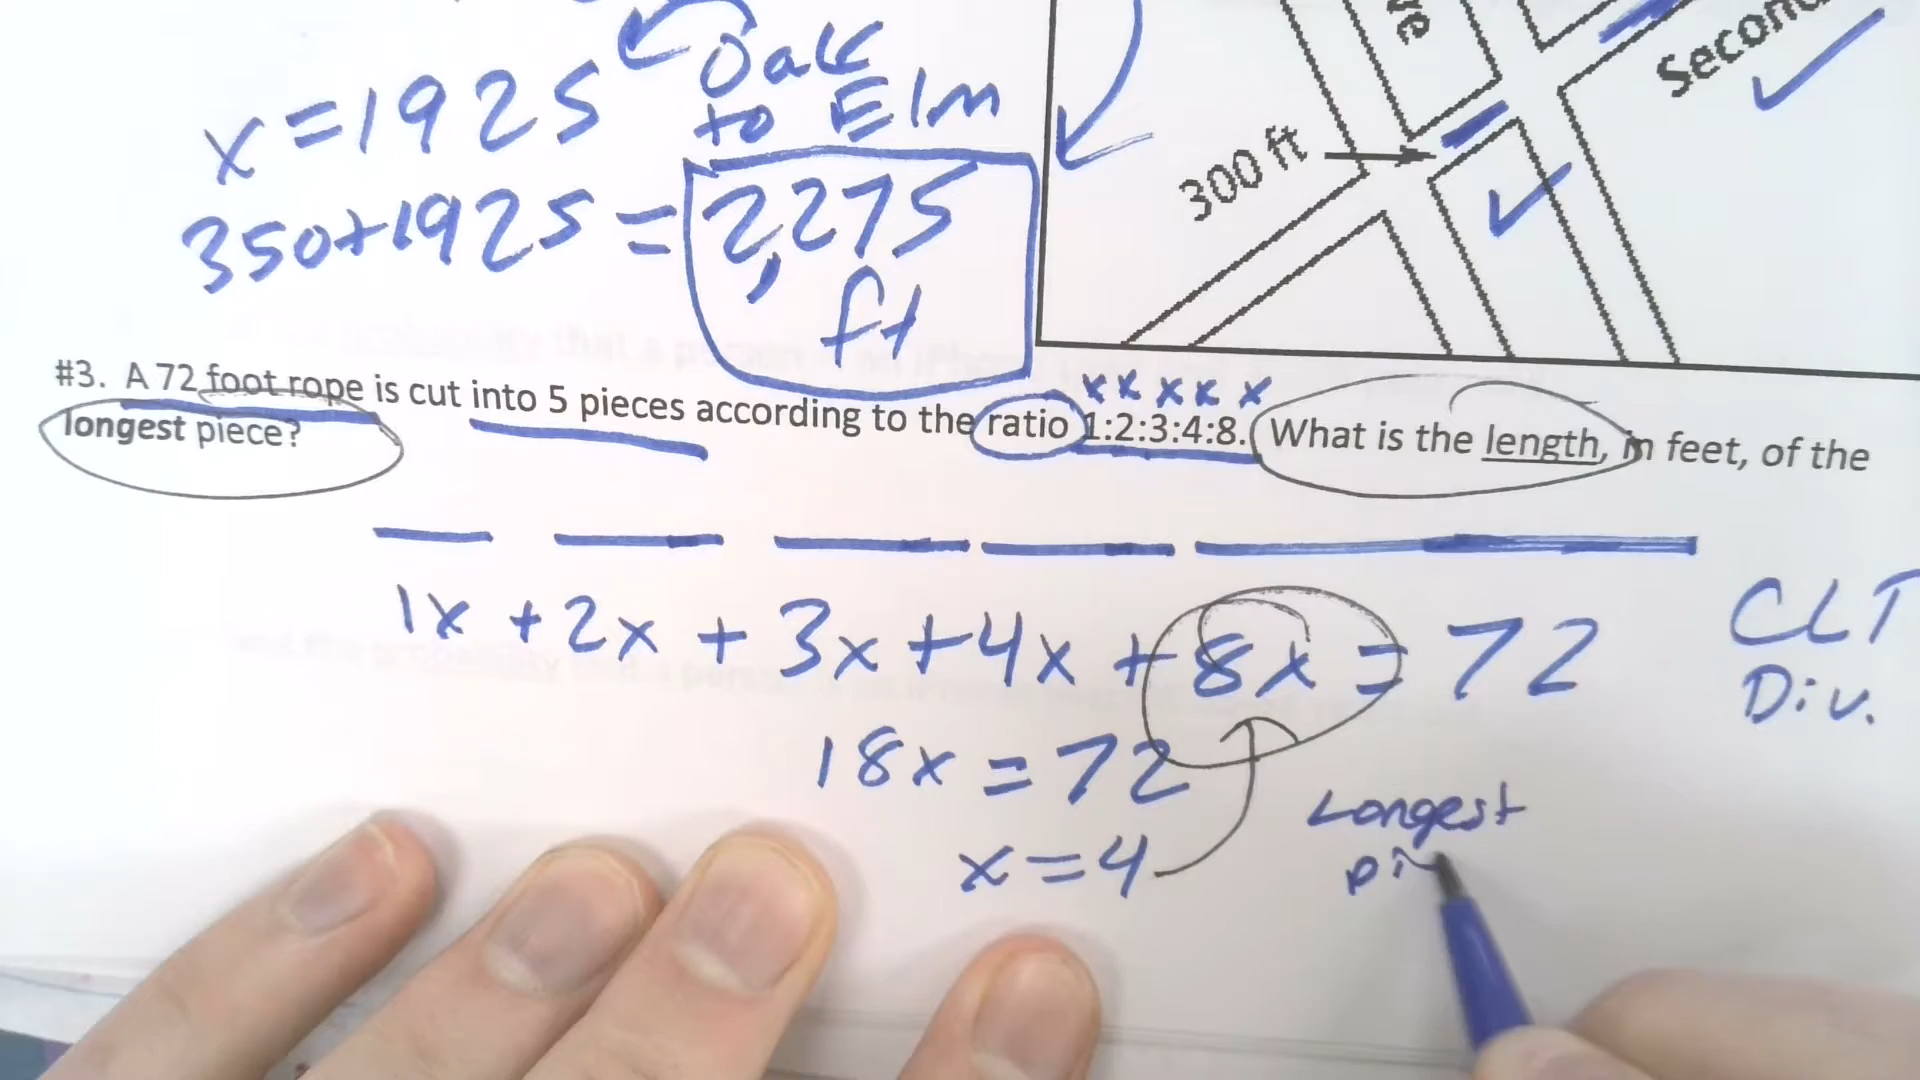 x=1925
Oak
to Elm
350+1925=2,275
ft
300 ft
Second
#3. A 72 foot rope is cut into 5 pieces according to the ratio 1:2:3:4:8. What is the length, in feet, of the
x x x x x
longest piece?
1x + 2x + 3x + 4x + 8x = 72
CLT
Div.
18x = 72
x = 4
Longest